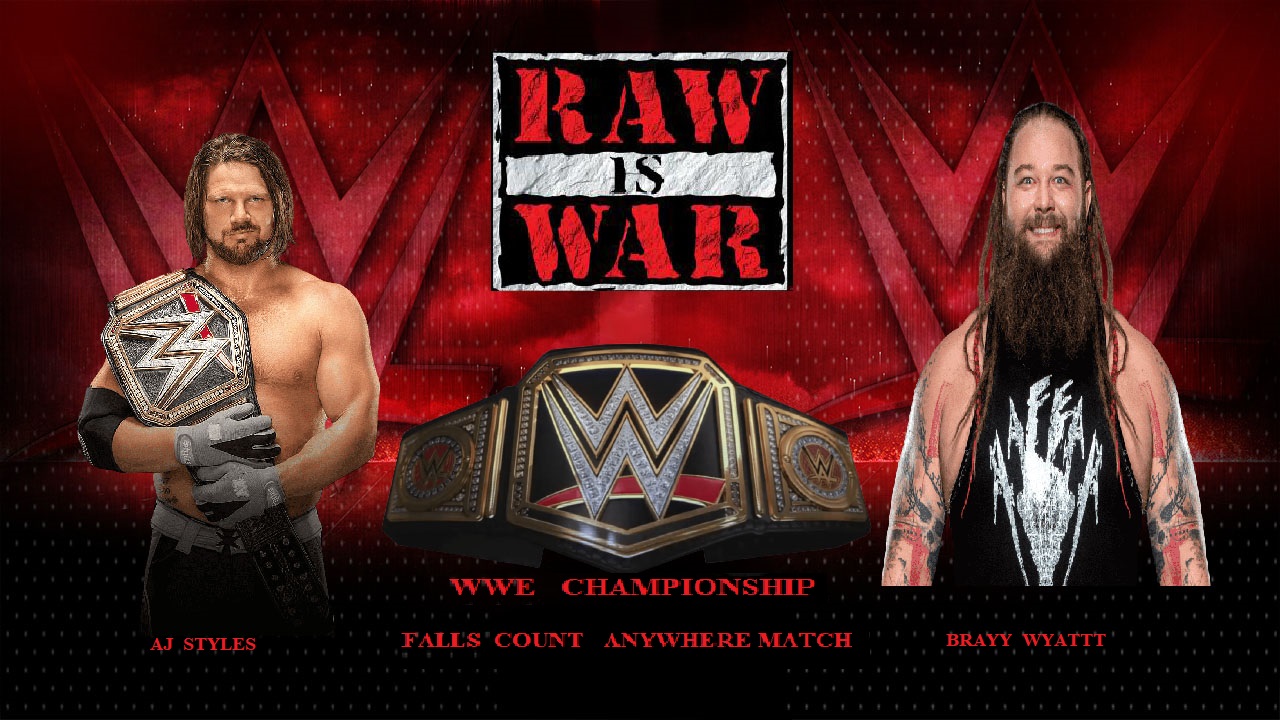 RAW
IS
WAR
WWE CHAMPIONSHIP
AJ STYLES
FALLS COUNT ANYWHERE MATCH
BRAYY WYATTT